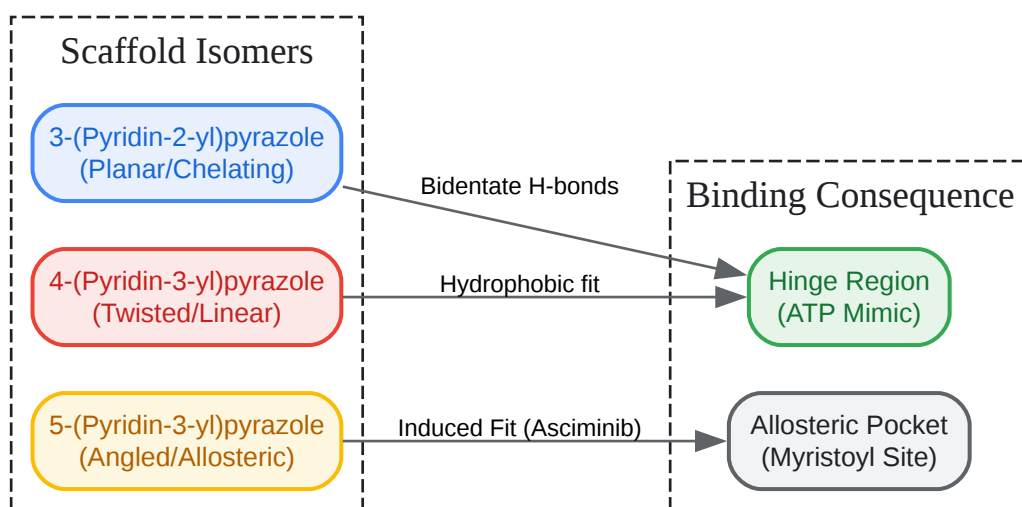 Scaffold Isomers
3-(Pyridin-2-yl)pyrazole
(Planar/Chelating)
4-(Pyridin-3-yl)pyrazole
(Twisted/Linear)
5-(Pyridin-3-yl)pyrazole
(Angled/Allosteric)
Bidentate H-bonds
Hydrophobic fit
Induced Fit (Asciminib)
Binding Consequence
Hinge Region
(ATP Mimic)
Allosteric Pocket
(Myristoyl Site)